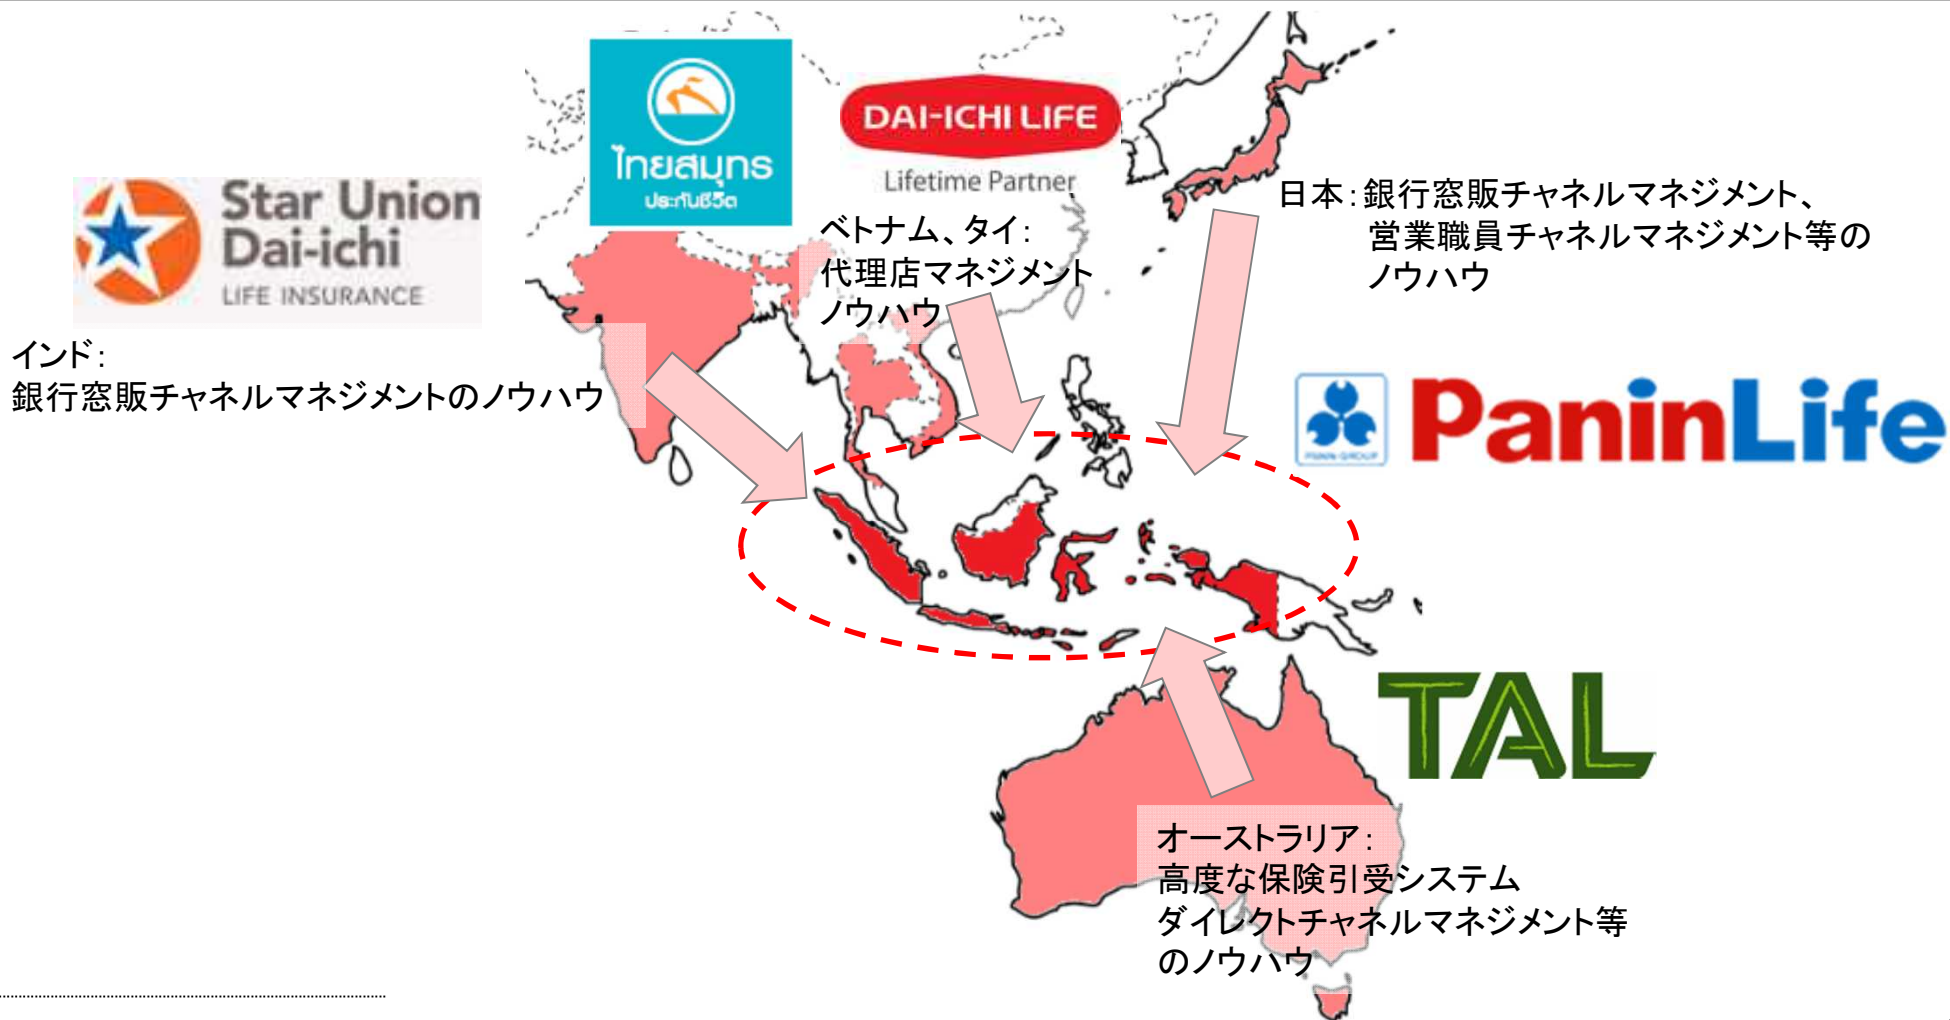 ไทยสมุทร
ประกันชีวิต
DAI-ICHI LIFE
Lifetime Partner
Star Union
Dai-ichi
LIFE INSURANCE
日本：銀行窓販チャネルマネジメント、
営業職員チャネルマネジメント等の
ノウハウ
ベトナム、タイ：
代理店マネジメント
ノウハウ
インド：
銀行窓販チャネルマネジメントのノウハウ
PANIN GROUP
PaninLife
TAL
オーストラリア：
高度な保険引受システム
ダイレクトチャネルマネジメント等
のノウハウ